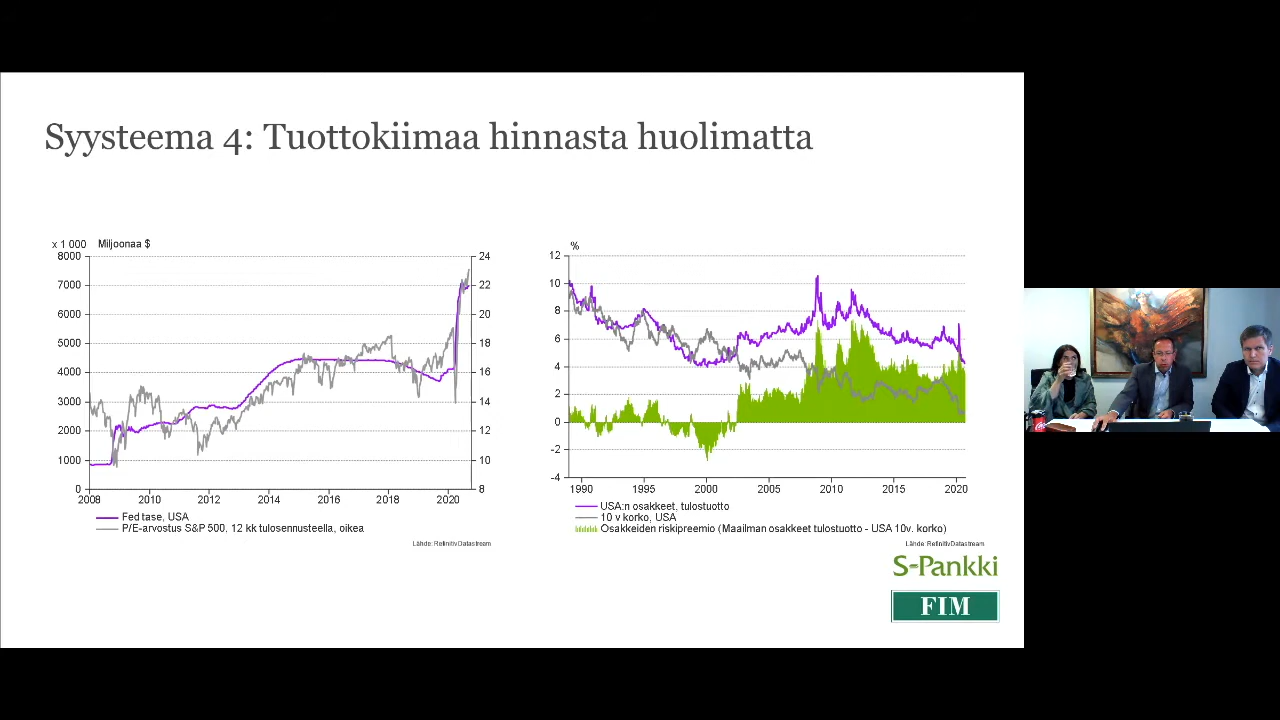 Syysteema 4: Tuottokiimaa hinnasta huolimatta
x 1 000 Miljoonaa $
8000
7000
6000
5000
4000
3000
2000
1000
0
24
22
20
18
16
14
12
10
8
2008 2010 2012 2014 2016 2018 2020
Fed tase, USA
P/E-arvostus S&P 500, 12 kk tulosennusteella, oikea
Lähde: Refinitiv Datastream
%
12
10
8
6
4
2
0
-2
-4
1990 1995 2000 2005 2010 2015 2020
USA:n osakkeet, tulostuotto
10 v korko, USA
Osakkeiden riskipreemio (Maailman osakkeet tulostuotto - USA 10v. korko)
Lähde: Refinitiv Datastream
S-Pankki
FIM